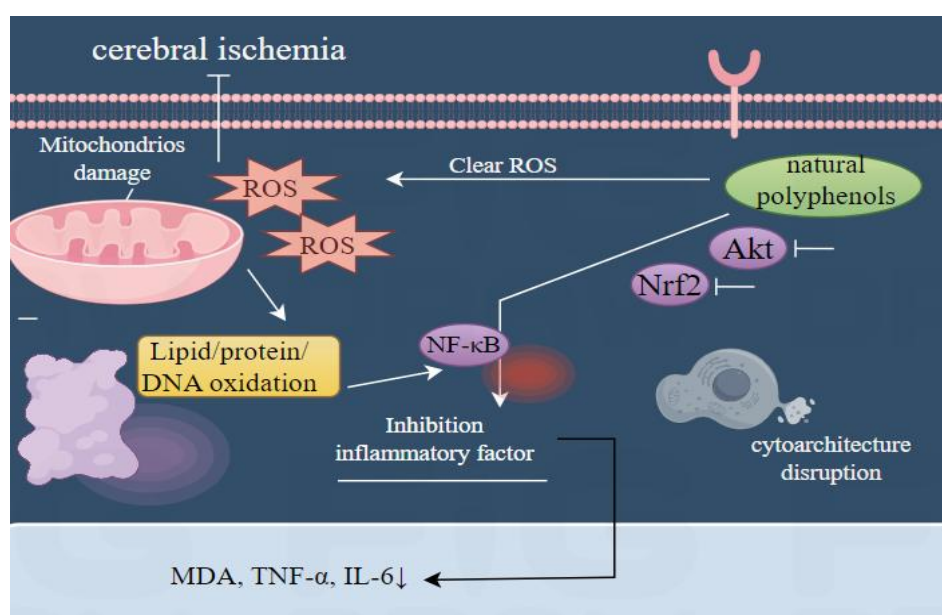 cerebral ischemia
Mitochondrios
damage
ROS
ROS
Clear ROS
natural
polyphenols
Akt
Nrf2
NF-κB
Lipid/protein/
DNA oxidation
Inhibition
inflammatory factor
cytoarchitecture
disruption
MDA, TNF-α, IL-6↓